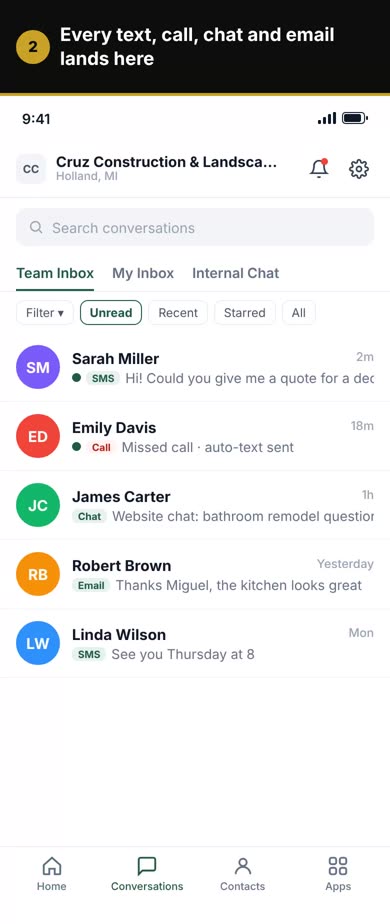 2
Every text, call, chat and email
lands here
9:41
CC
Cruz Construction & Landsca...
Holland, MI
Search conversations
Team Inbox My Inbox Internal Chat
Filter ▾ Unread Recent Starred All
SM
Sarah Miller 2m
SMS Hi! Could you give me a quote for a dec
ED
Emily Davis 18m
Call Missed call · auto-text sent
JC
James Carter 1h
Chat Website chat: bathroom remodel question
RB
Robert Brown Yesterday
Email Thanks Miguel, the kitchen looks great
LW
Linda Wilson Mon
SMS See you Thursday at 8
Home Conversations Contacts Apps